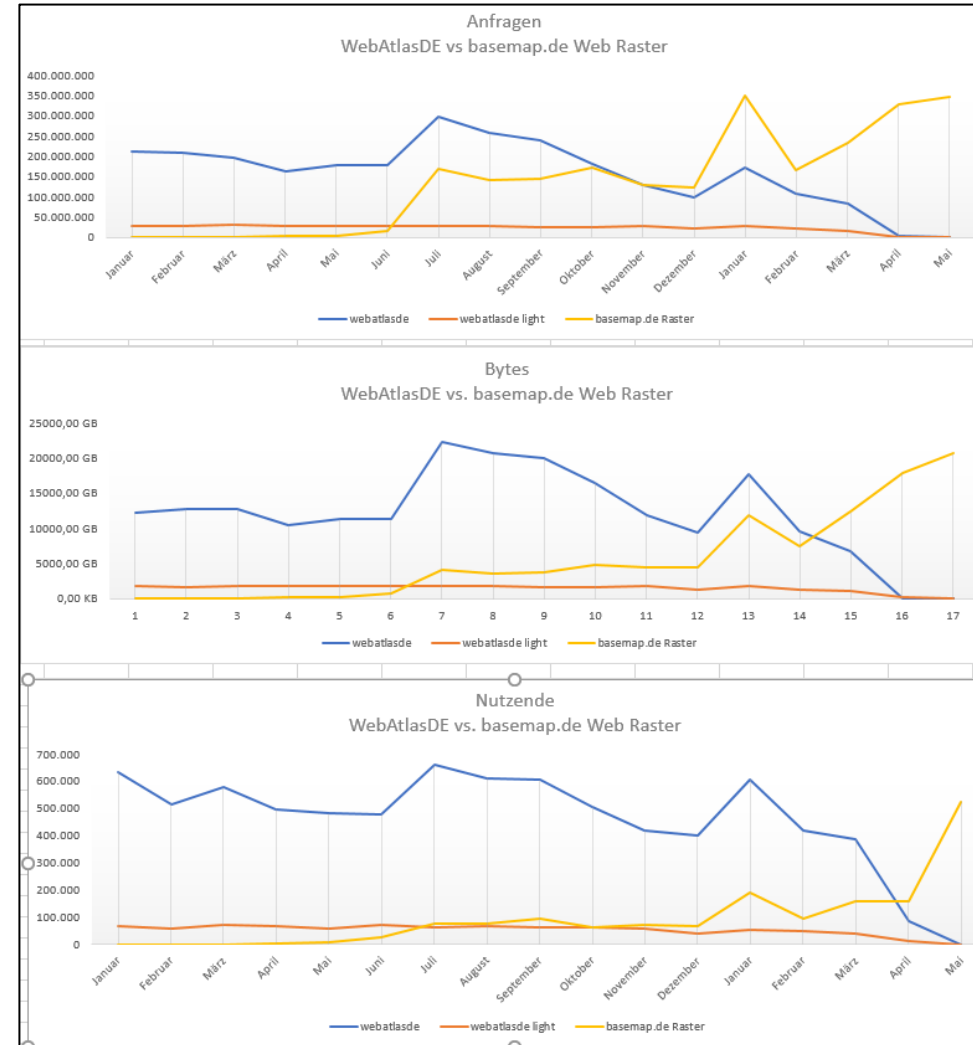 Anfragen
WebAtlasDE vs basemap.de Web Raster
400.000.000
350.000.000
300.000.000
250.000.000
200.000.000
150.000.000
100.000.000
50.000.000
0
Januar Februar März April Mai Juni Juli August September Oktober November Dezember Januar Februar März April Mai
webatlasde webatlasde light basemap.de Raster
Bytes
WebAtlasDE vs. basemap.de Web Raster
25000,00 GB
20000,00 GB
15000,00 GB
10000,00 GB
5000,00 GB
0,00 KB
1 2 3 4 5 6 7 8 9 10 11 12 13 14 15 16 17
webatlasde webatlasde light basemap.de Raster
Nutzende
WebAtlasDE vs. basemap.de Web Raster
700.000
600.000
500.000
400.000
300.000
200.000
100.000
0
Januar Februar März April Mai Juni Juli August September Oktober November Dezember Januar Februar März April Mai
webatlasde webatlasde light basemap.de Raster